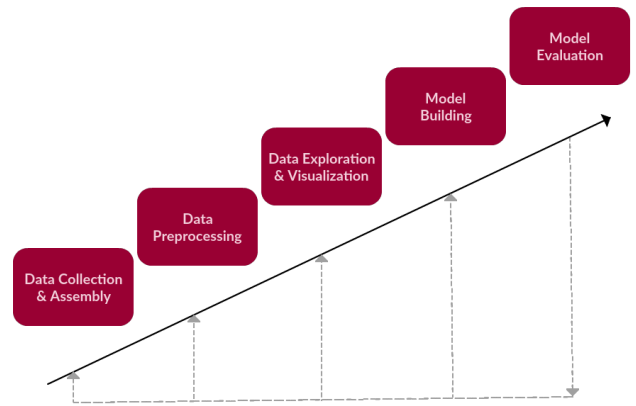 Data Collection
& Assembly
Data
Preprocessing
Data Exploration
& Visualization
Model
Building
Model
Evaluation